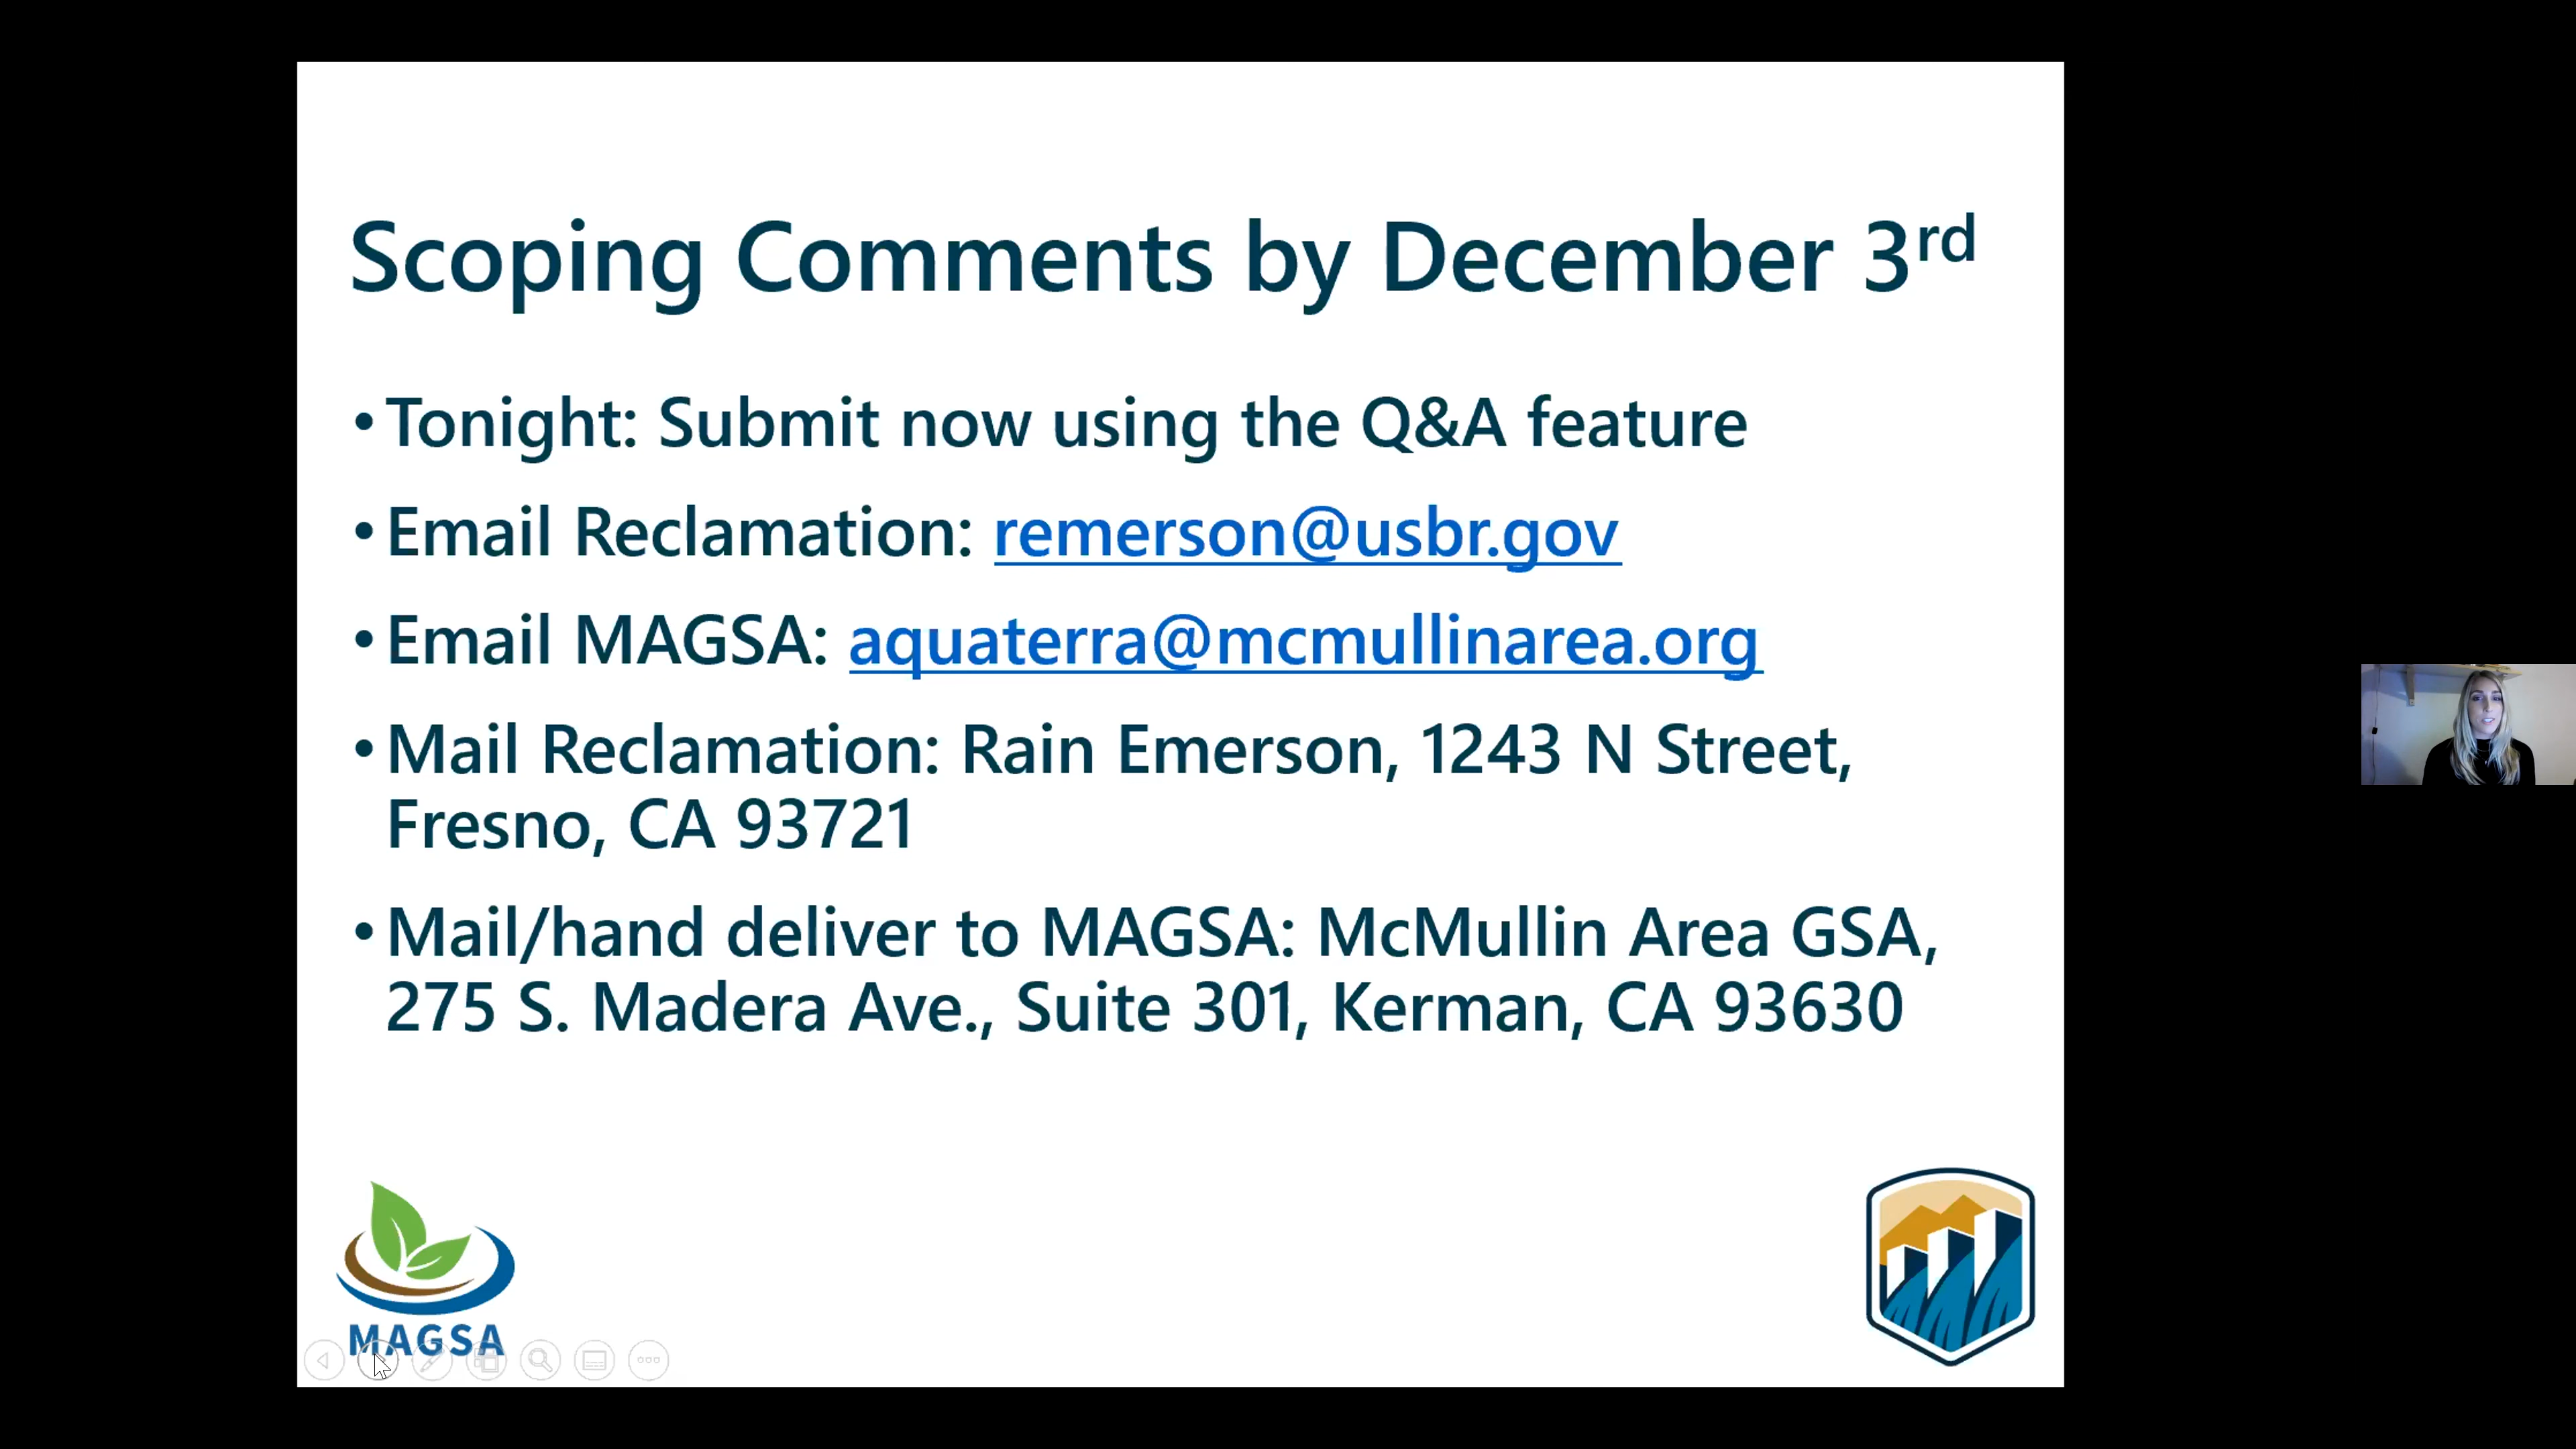 Scoping Comments by December 3rd
• Tonight: Submit now using the Q&A feature
• Email Reclamation: remerson@usbr.gov
• Email MAGSA: aquaterra@mcmullinarea.org
• Mail Reclamation: Rain Emerson, 1243 N Street,
Fresno, CA 93721
• Mail/hand deliver to MAGSA: McMullin Area GSA,
275 S. Madera Ave., Suite 301, Kerman, CA 93630
MAGSA